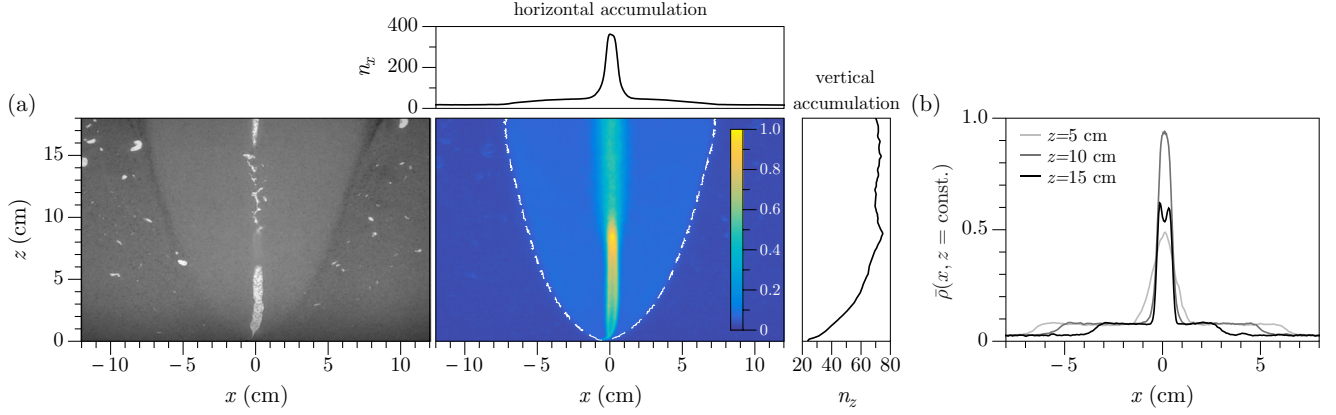 horizontal accumulation
400
200
0
nₓ
vertical
accumulation
(a)
15
10
5
0
z (cm)
−10 −5 0 5 10
x (cm)
1.0
0.8
0.6
0.4
0.2
0
−10 −5 0 5 10
x (cm)
20 40 60 80
n_z
(b)
1.0
0.5
0
ρ̄(x, z = const.)
z=5 cm
z=10 cm
z=15 cm
−5 0 5
x (cm)